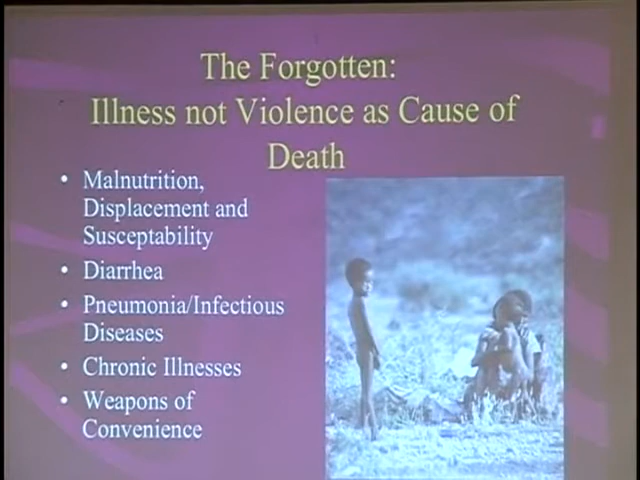 The Forgotten:
Illness not Violence as Cause of
Death
• Malnutrition,
Displacement and
Susceptability
• Diarrhea
• Pneumonia/Infectious
Diseases
• Chronic Illnesses
• Weapons of
Convenience